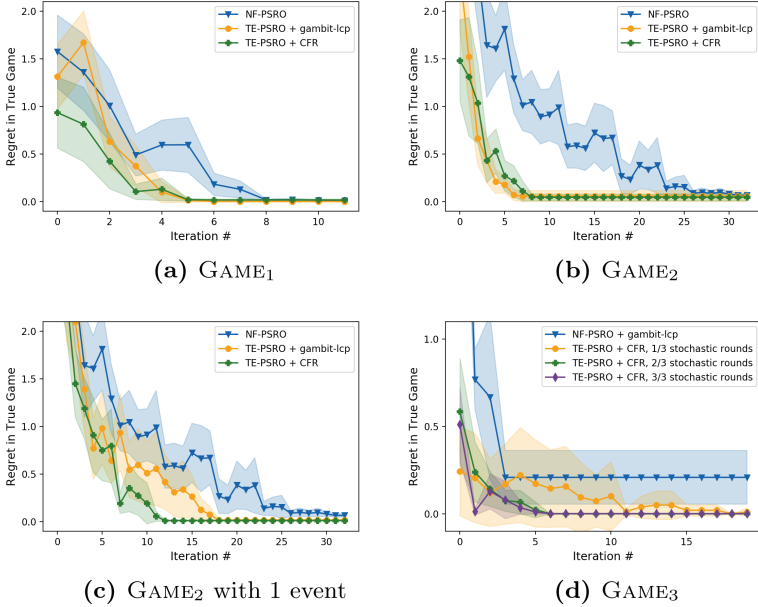 NF-PSRO
TE-PSRO + gambit-lcp
TE-PSRO + CFR
Regret in True Game
2.0
1.5
1.0
0.5
0.0
0 2 4 6 8 10
Iteration #
(a) GAME1
NF-PSRO
TE-PSRO + gambit-lcp
TE-PSRO + CFR
Regret in True Game
2.0
1.5
1.0
0.5
0.0
0 5 10 15 20 25 30
Iteration #
(b) GAME2
NF-PSRO
TE-PSRO + gambit-lcp
TE-PSRO + CFR
Regret in True Game
2.0
1.5
1.0
0.5
0.0
0 5 10 15 20 25 30
Iteration #
(c) GAME2 with 1 event
NF-PSRO + gambit-lcp
TE-PSRO + CFR, 1/3 stochastic rounds
TE-PSRO + CFR, 2/3 stochastic rounds
TE-PSRO + CFR, 3/3 stochastic rounds
Regret in True Game
1.0
0.5
0.0
0 5 15
Iteration #
(d) GAME3